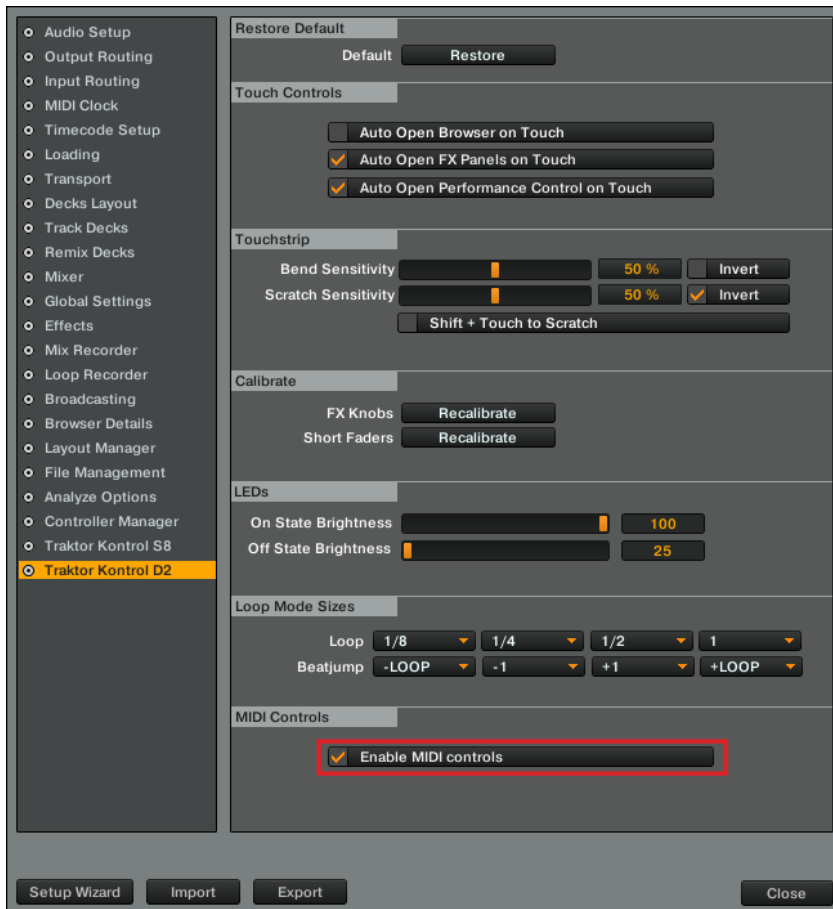 Audio Setup
Output Routing
Input Routing
MIDI Clock
Timecode Setup
Loading
Transport
Decks Layout
Track Decks
Remix Decks
Mixer
Global Settings
Effects
Mix Recorder
Loop Recorder
Broadcasting
Browser Details
Layout Manager
File Management
Analyze Options
Controller Manager
Traktor Kontrol S8
Traktor Kontrol D2
Restore Default
Default Restore
Touch Controls
Auto Open Browser on Touch
Auto Open FX Panels on Touch
Auto Open Performance Control on Touch
Touchstrip
Bend Sensitivity 50 % Invert
Scratch Sensitivity 50 % Invert
Shift + Touch to Scratch
Calibrate
FX Knobs Recalibrate
Short Faders Recalibrate
LEDs
On State Brightness 100
Off State Brightness 25
Loop Mode Sizes
Loop 1/8 1/4 1/2 1
Beatjump -LOOP -1 +1 +LOOP
MIDI Controls
Enable MIDI controls
Setup Wizard Import Export Close